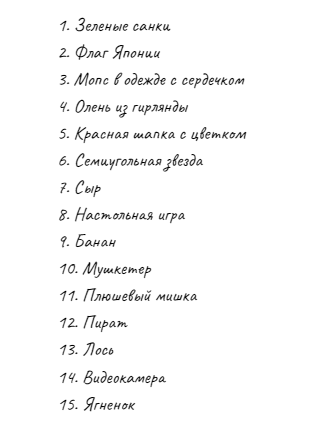 1. Зеленые санки
2. Флаг Японии
3. Мопс в одежде с сердечком
4. Олень из гирлянды
5. Красная шапка с цветком
6. Семиугольная звезда
7. Сыр
8. Настольная игра
9. Банан
10. Мушкетер
11. Плюшевый мишка
12. Пират
13. Лось
14. Видеокамера
15. Ягненок